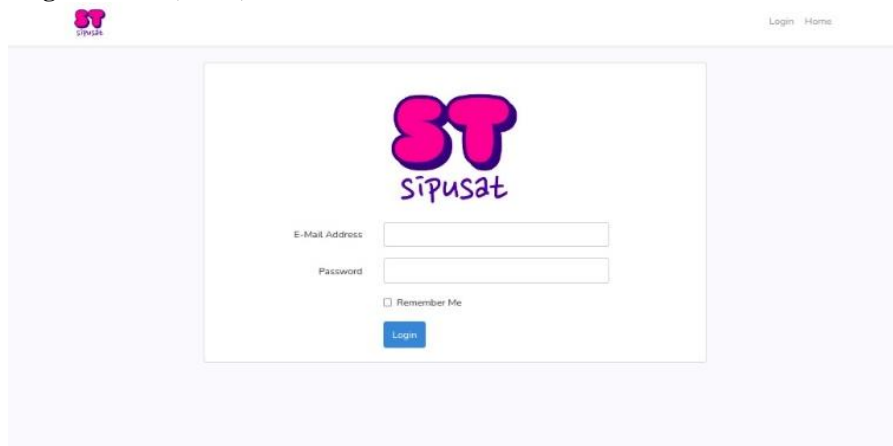 ST
sipusat
Login Home
ST
sipusat
E-Mail Address
Password
Remember Me
Login